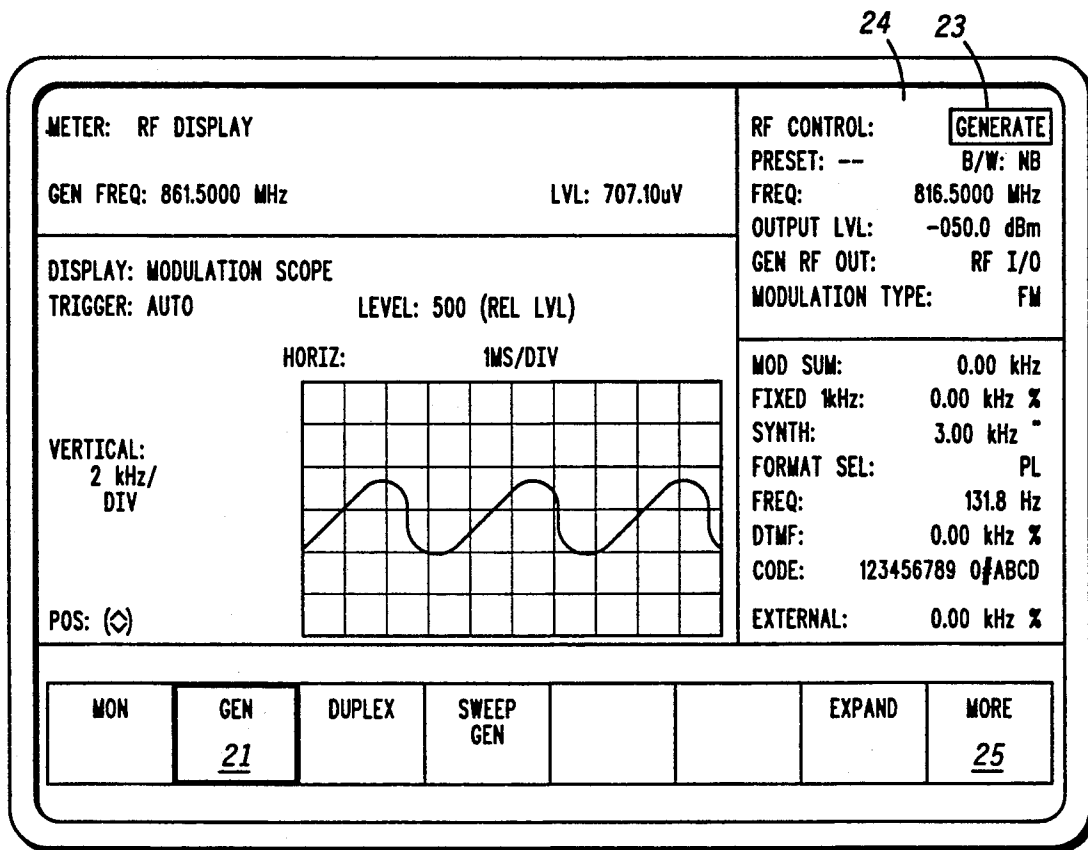 24 23
METER: RF DISPLAY
GEN FREQ: 861.5000 MHz LVL: 707.10uV
RF CONTROL: GENERATE
PRESET: -- B/W: NB
FREQ: 816.5000 MHz
OUTPUT LVL: -050.0 dBm
GEN RF OUT: RF I/O
MODULATION TYPE: FM
DISPLAY: MODULATION SCOPE
TRIGGER: AUTO LEVEL: 500 (REL LVL)
HORIZ: 1MS/DIV
VERTICAL:
2 kHz/
DIV
POS: (◇)
MOD SUM: 0.00 kHz
FIXED 1kHz: 0.00 kHz %
SYNTH: 3.00 kHz ~
FORMAT SEL: PL
FREQ: 131.8 Hz
DTMF: 0.00 kHz %
CODE: 123456789 0#ABCD
EXTERNAL: 0.00 kHz %
MON
GEN
21
DUPLEX
SWEEP
GEN
EXPAND
MORE
25